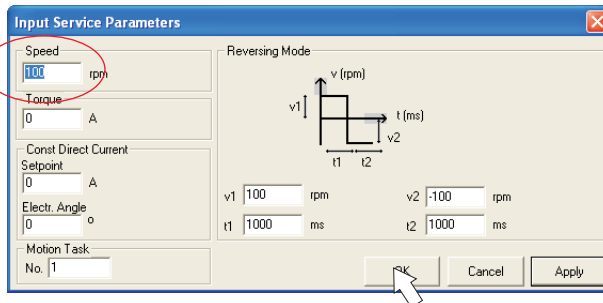 Input Service Parameters
Speed
100 rpm
Torque
0 A
Const Direct Current
Setpoint
0 A
Electr. Angle
0 °
Motion Task
No. 1
Reversing Mode
v (rpm)
v1
t (ms)
v2
t1 t2
v1 100 rpm v2 -100 rpm
t1 1000 ms t2 1000 ms
OK Cancel Apply